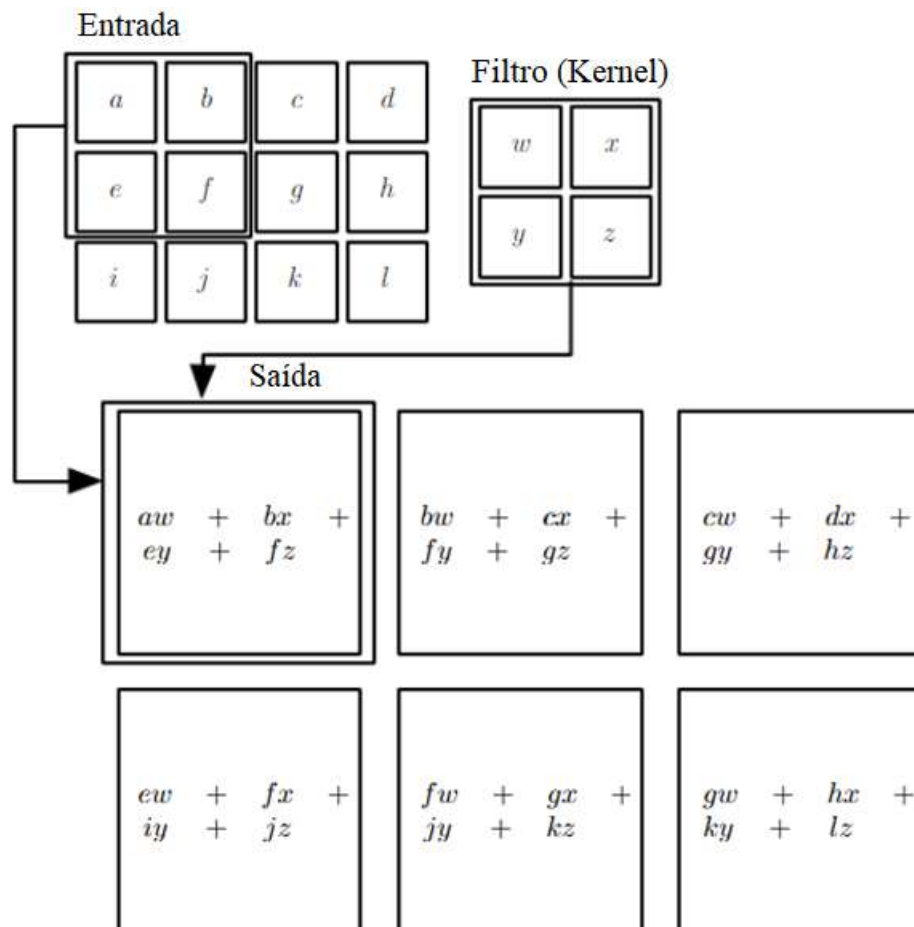 Entrada
Filtro (Kernel)
a b c d
w x
e f g h
y z
i j k l
Saída
aw + bx +
ey + fz
bw + cx +
fy + gz
cw + dx +
gy + hz
ew + fx +
iy + jz
fw + gx +
jy + kz
gw + hx +
ky + lz